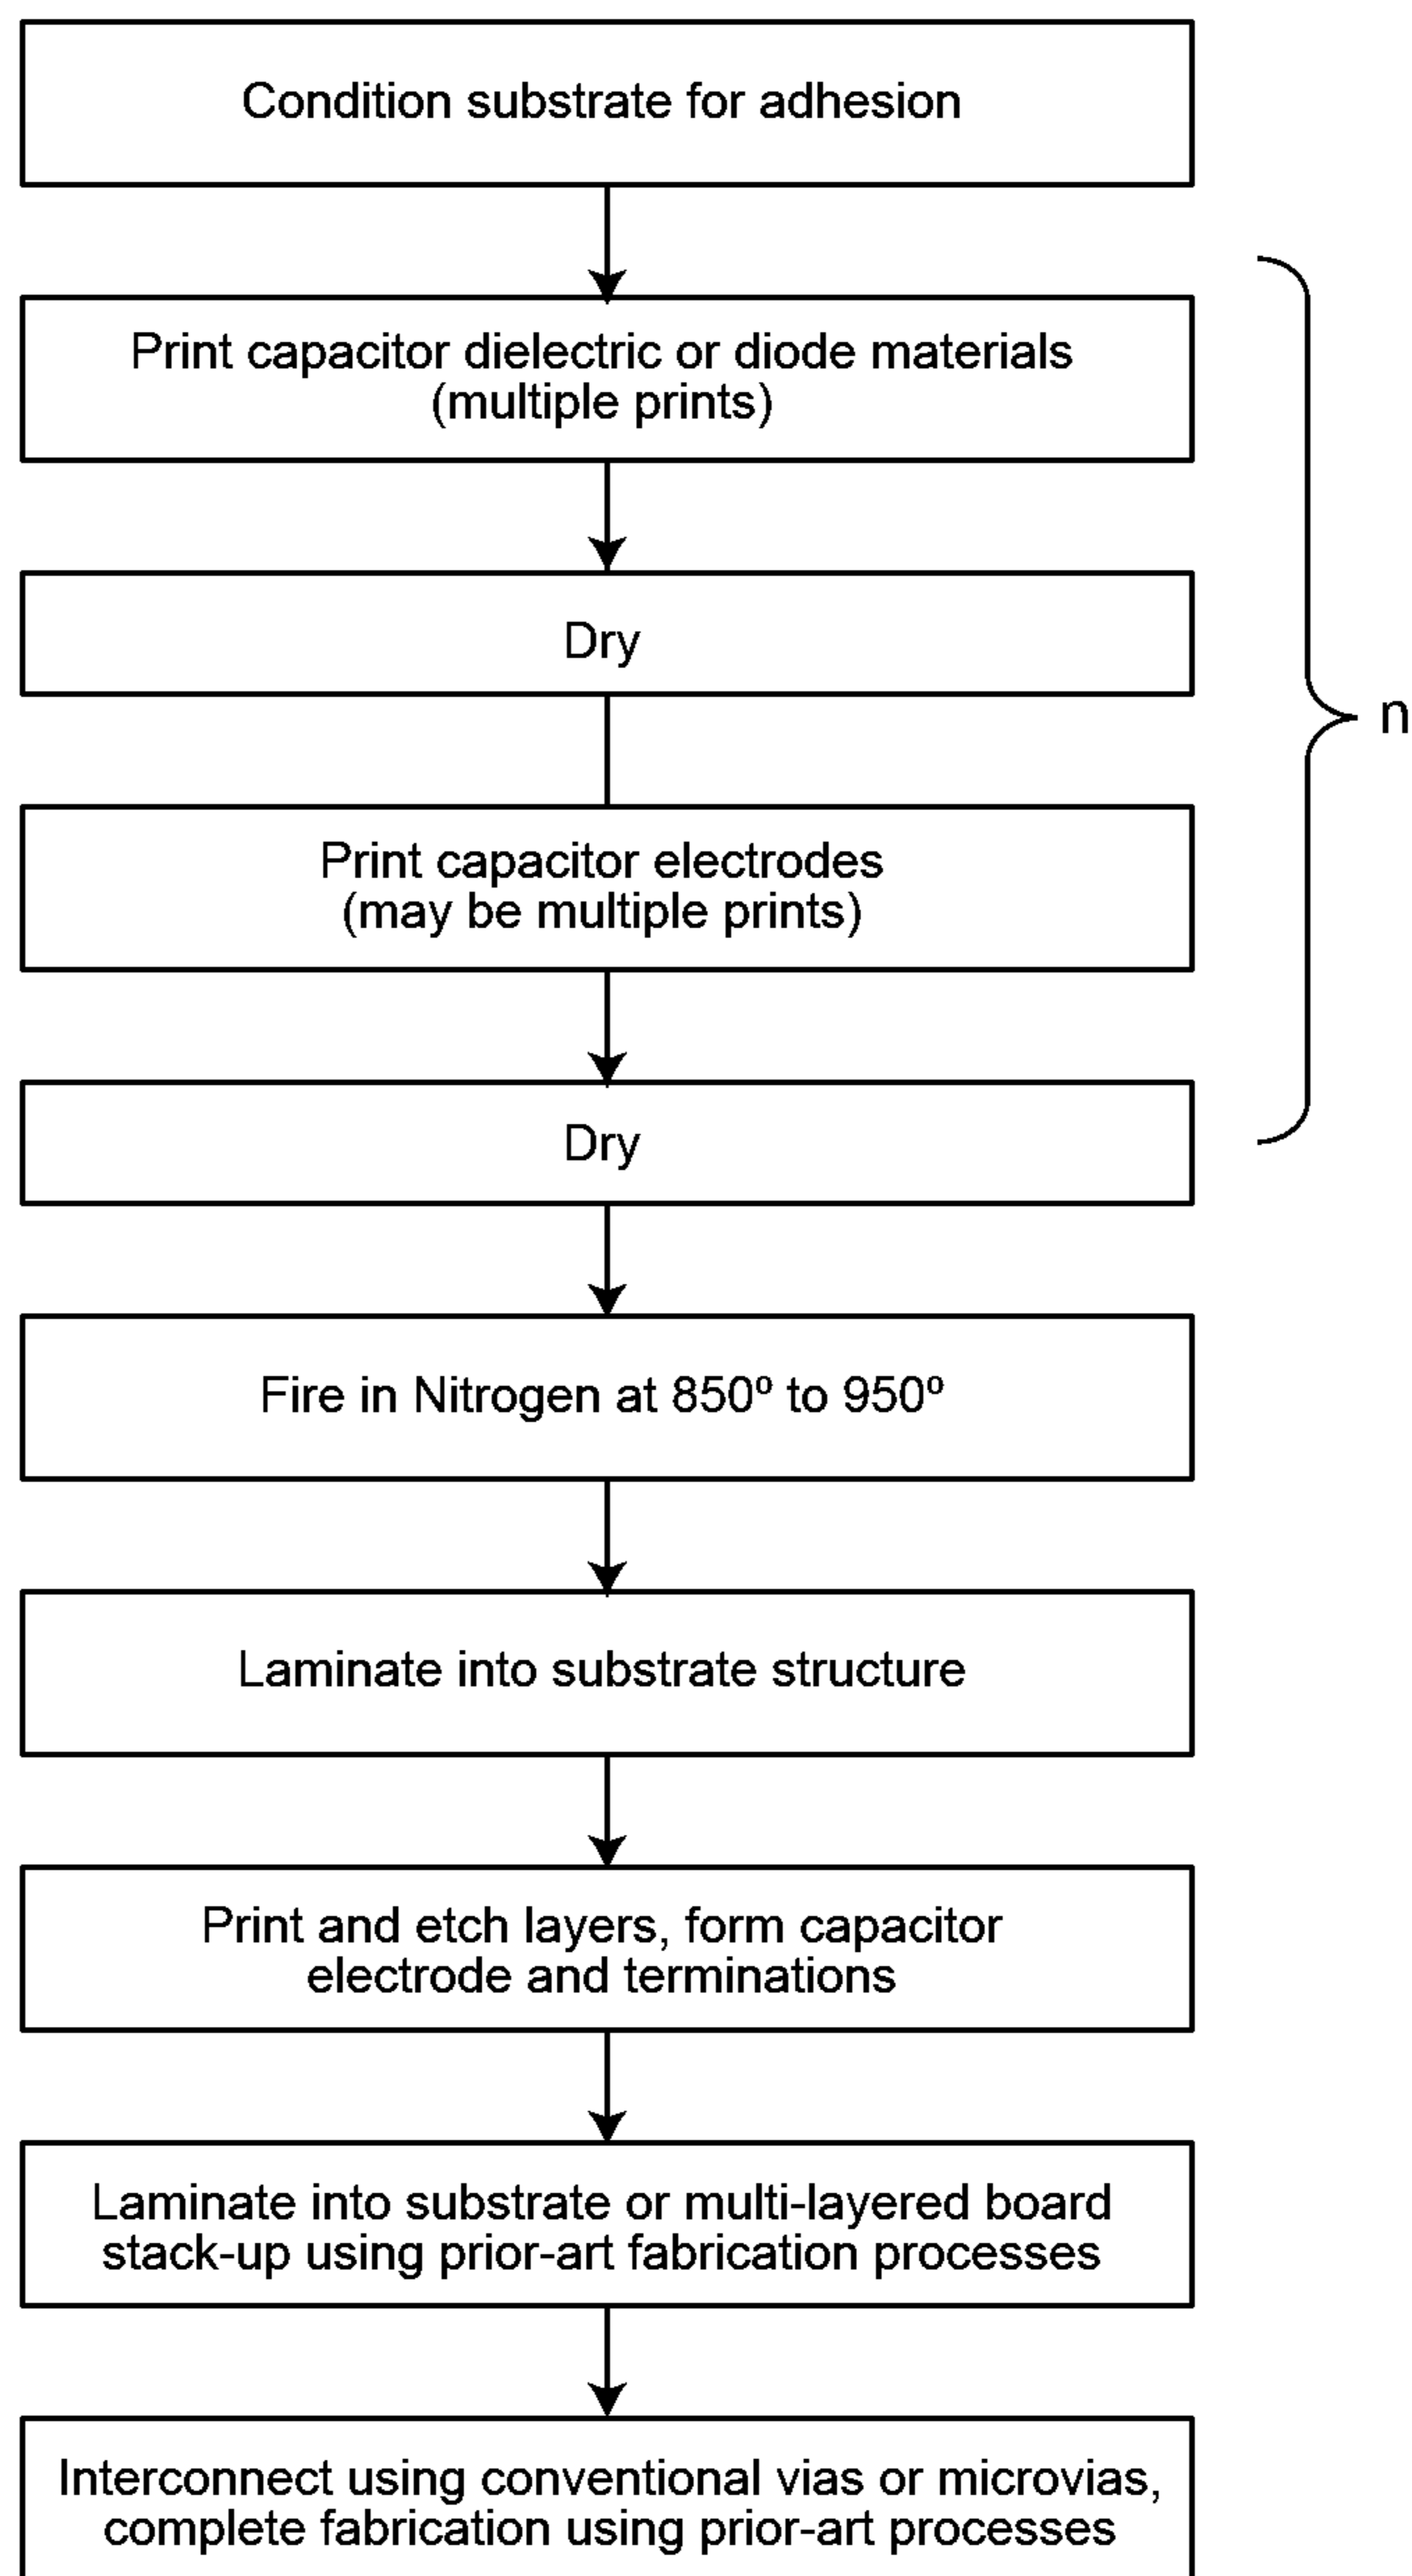 Condition substrate for adhesion
Print capacitor dielectric or diode materials
(multiple prints)
Dry
n
Print capacitor electrodes
(may be multiple prints)
Dry
Fire in Nitrogen at 850º to 950º
Laminate into substrate structure
Print and etch layers, form capacitor
electrode and terminations
Laminate into substrate or multi-layered board
stack-up using prior-art fabrication processes
Interconnect using conventional vias or microvias,
complete fabrication using prior-art processes